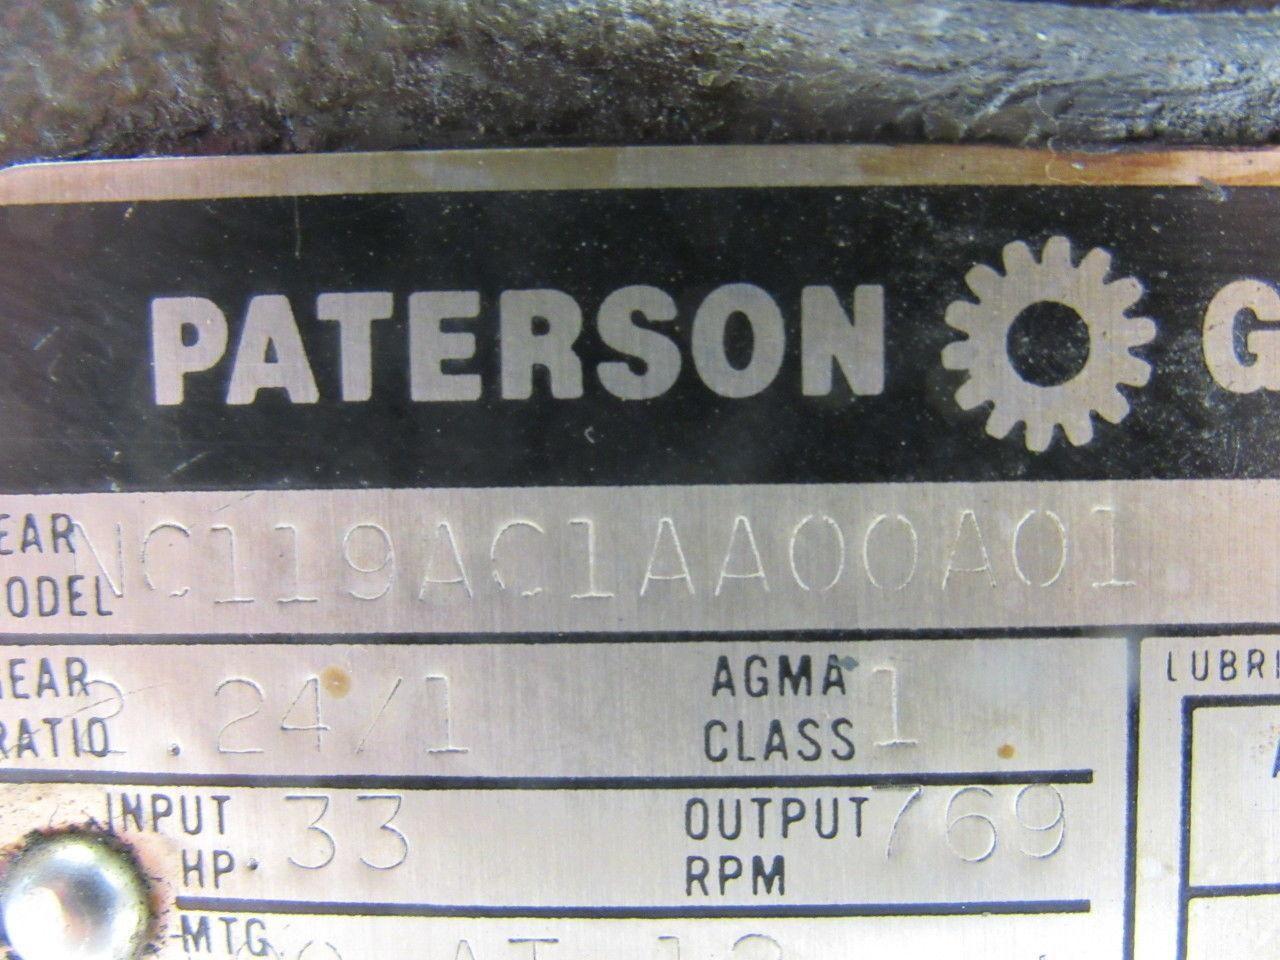 PATERSON G
EAR
ODEL NC119AC1AA00A01
EAR
RATIO 2.24/1
AGMA
CLASS 1
LUBRI
INPUT
HP. 33
OUTPUT
RPM 769
MTG